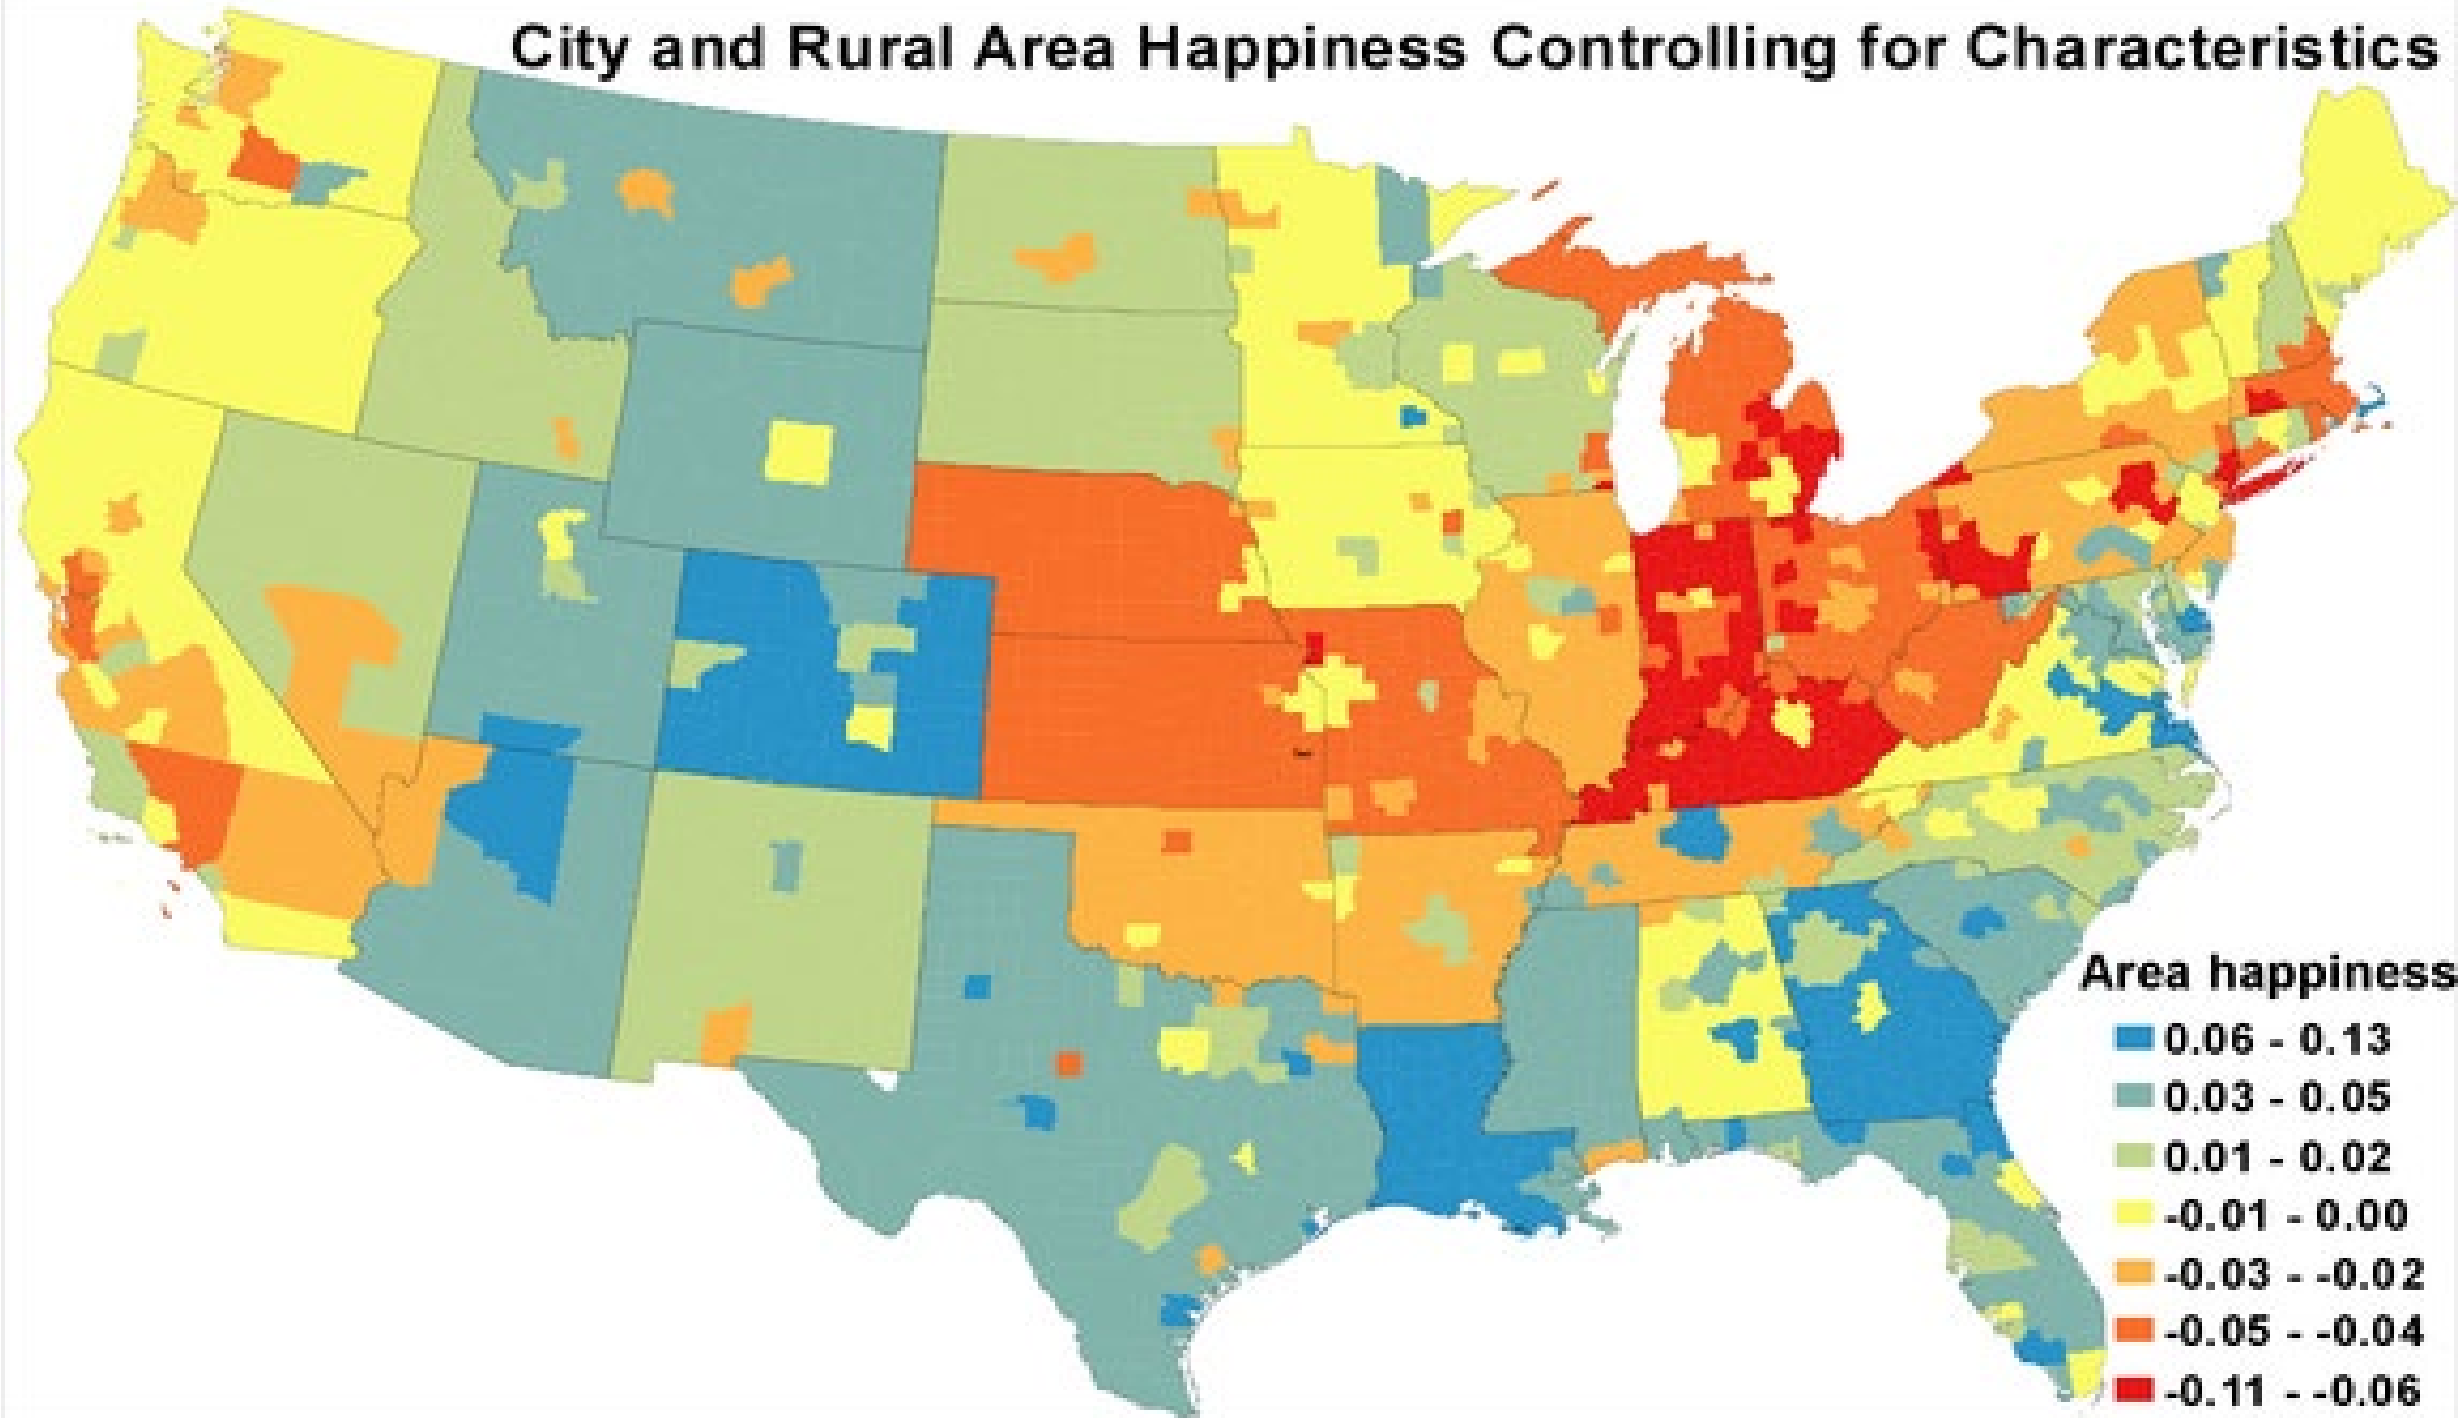 City and Rural Area Happiness Controlling for Characteristics
Area happiness
0.06 - 0.13
0.03 - 0.05
0.01 - 0.02
-0.01 - 0.00
-0.03 - -0.02
-0.05 - -0.04
-0.11 - -0.06